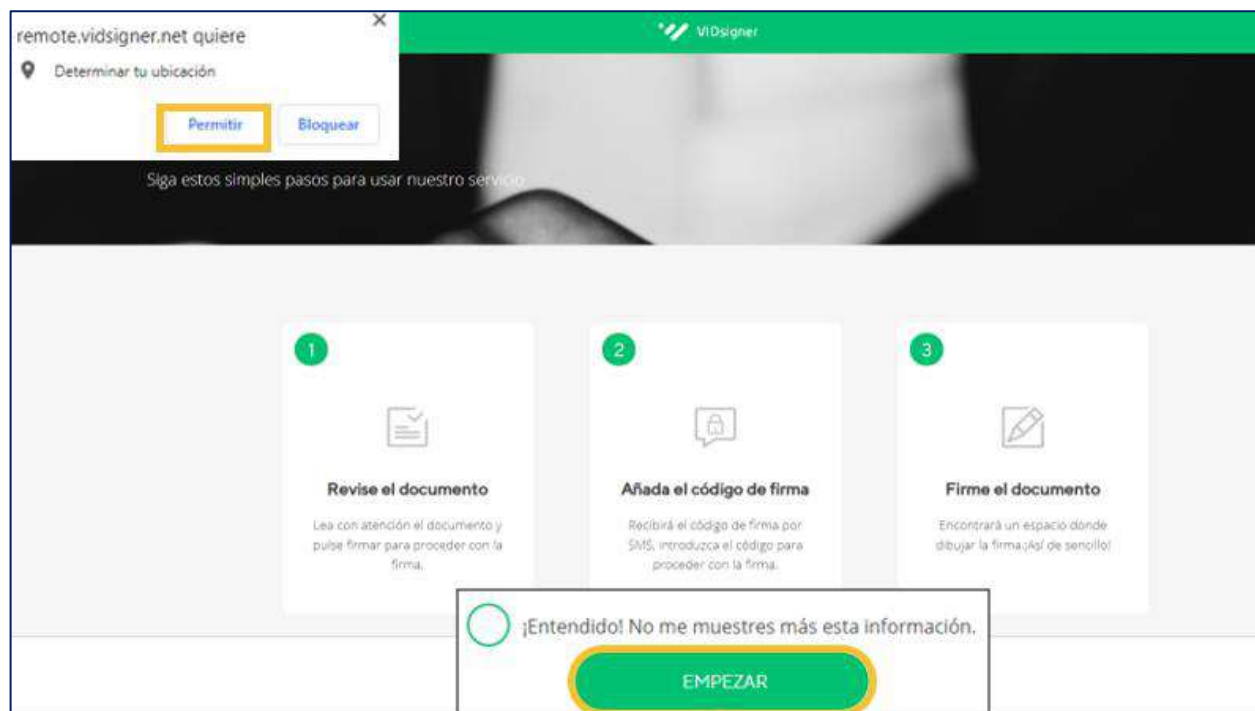 remote.vidsigner.net quiere
Determinar tu ubicación
Permitir
Bloquear
VIDsigner
Siga estos simples pasos para usar nuestro servicio
1
Revise el documento
Lea con atención el documento y
pulse firmar para proceder con la
firma.
2
Añada el código de firma
Recibirá el código de firma por
SMS, introduzca el código para
proceder con la firma.
3
Firme el documento
Encontrará un espacio donde
dibujar la firma.¡Así de sencillo!
¡Entendido! No me muestres más esta información.
EMPEZAR